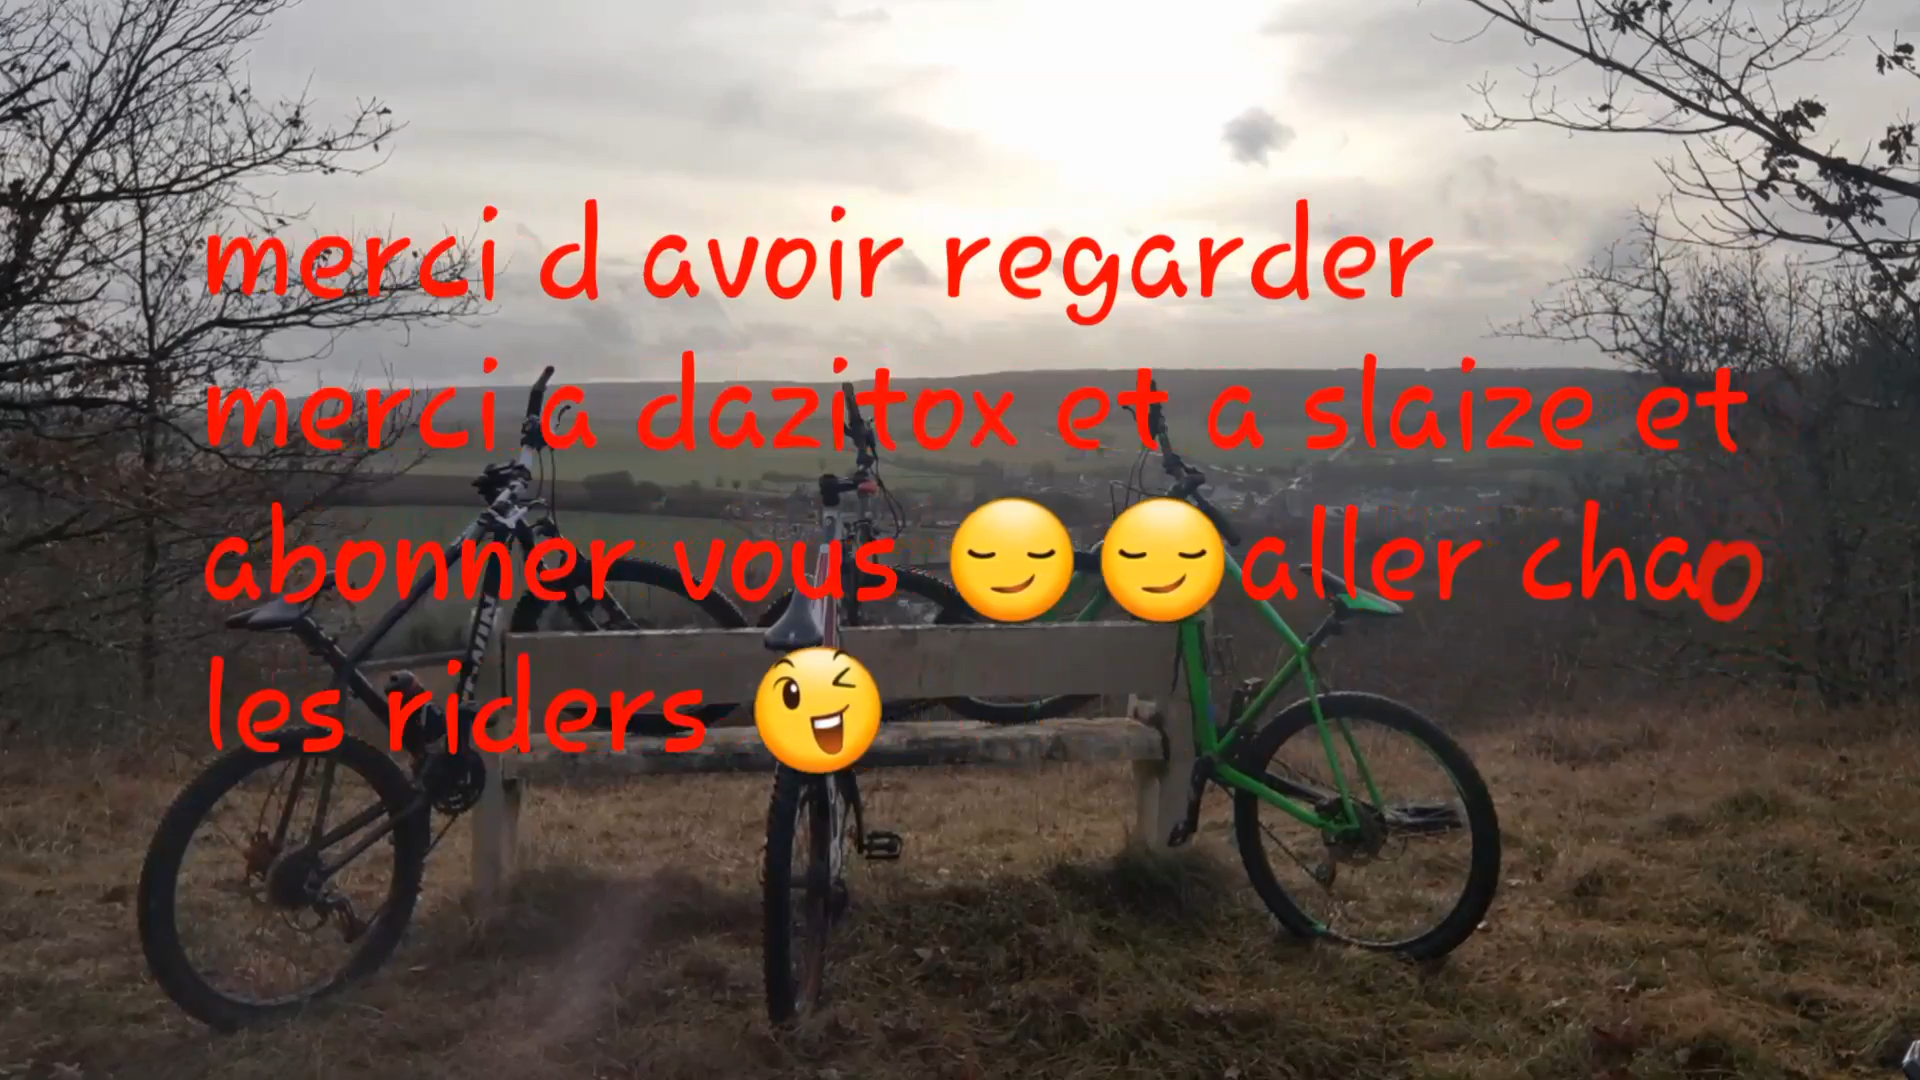 merci d avoir regarder
merci a dazitox et a slaize et
abonner vous 😏😏aller chao
les riders 😜